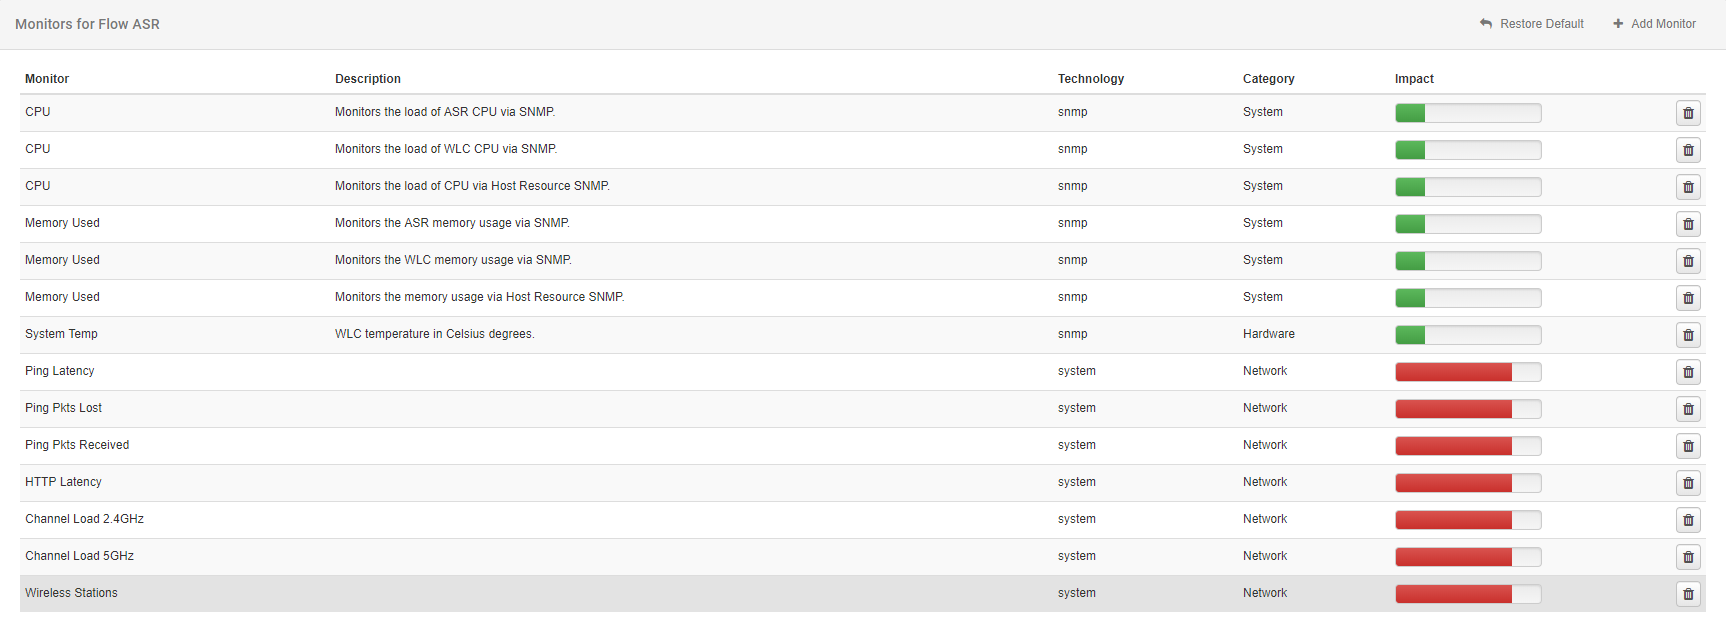 Monitors for Flow ASR Restore Default Add Monitor
Monitor Description Technology Category Impact
CPU Monitors the load of ASR CPU via SNMP. snmp System
CPU Monitors the load of WLC CPU via SNMP. snmp System
CPU Monitors the load of CPU via Host Resource SNMP. snmp System
Memory Used Monitors the ASR memory usage via SNMP. snmp System
Memory Used Monitors the WLC memory usage via SNMP. snmp System
Memory Used Monitors the memory usage via Host Resource SNMP. snmp System
System Temp WLC temperature in Celsius degrees. snmp Hardware
Ping Latency system Network
Ping Pkts Lost system Network
Ping Pkts Received system Network
HTTP Latency system Network
Channel Load 2.4GHz system Network
Channel Load 5GHz system Network
Wireless Stations system Network